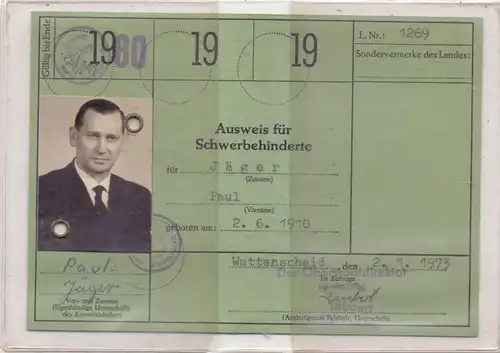 Gültig bis Ende
1980
19
19
L. Nr.: 1269
Sondervermerke des Landes:
Ausweis für
Schwerbehinderte
für Jäger
(Zuname)
Paul
(Vorname)
geboren am: 2. 6. 1910
Wattenscheid, den 2. 1. 1973
Der Oberstadtdirektor
Im Auftrage
Paul
Jäger
Vor- und Zuname
(Eigenhändige Unterschrift)
des Ausweisinhabers
(Ausfertigende Behörde, Unterschrift)